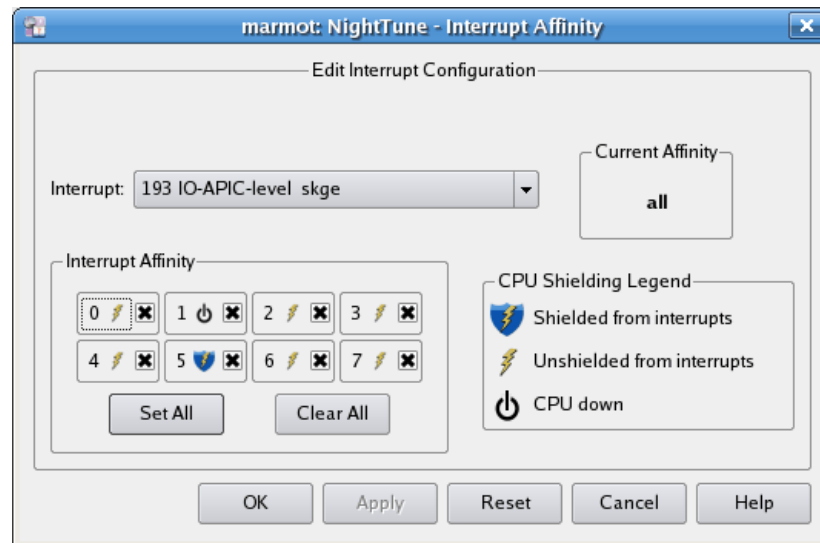 marmot: NightTune - Interrupt Affinity
Edit Interrupt Configuration
Interrupt: 193 IO-APIC-level skge
Current Affinity
all
Interrupt Affinity
0 1 2 3
4 5 6 7
Set All Clear All
CPU Shielding Legend
Shielded from interrupts
Unshielded from interrupts
CPU down
OK Apply Reset Cancel Help